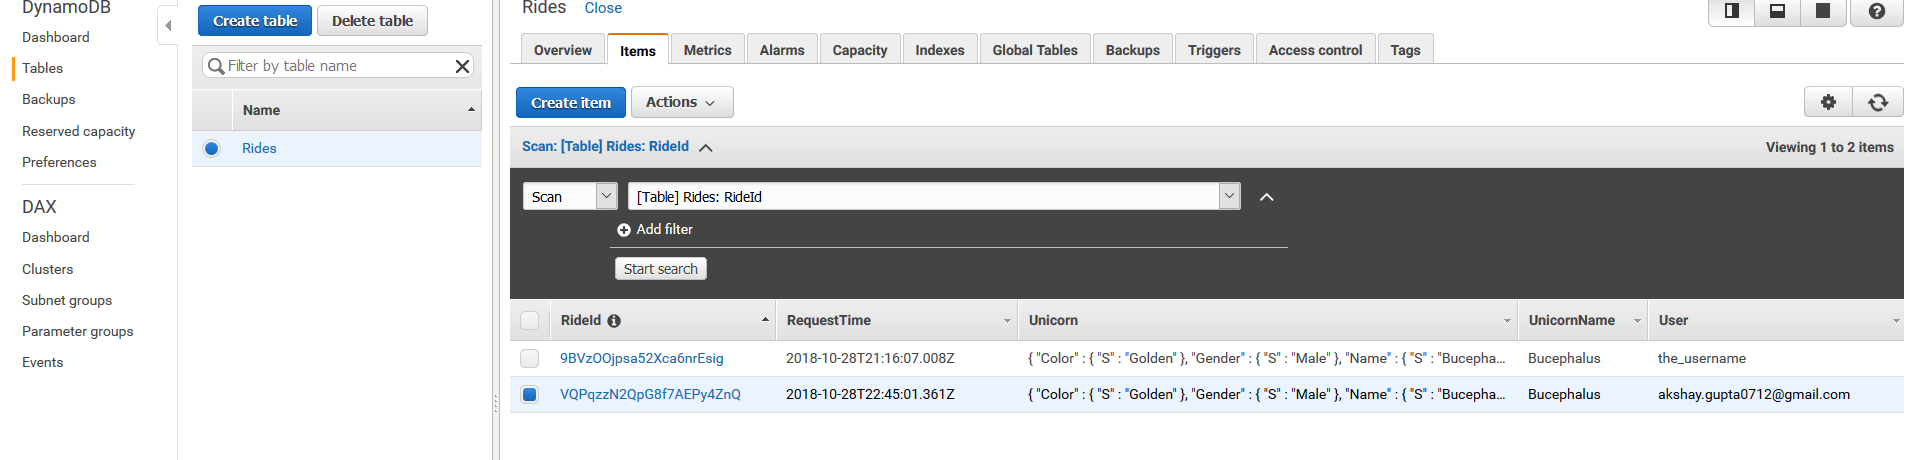 DynamoDB
Dashboard
Tables
Backups
Reserved capacity
Preferences
DAX
Dashboard
Clusters
Subnet groups
Parameter groups
Events
Create table Delete table
Filter by table name
Name
Rides
Rides Close
Overview Items Metrics Alarms Capacity Indexes Global Tables Backups Triggers Access control Tags
Create item Actions
Scan: [Table] Rides: RideId Viewing 1 to 2 items
Scan [Table] Rides: RideId
Add filter
Start search
RideId RequestTime Unicorn UnicornName User
9BVzOOjpsa52Xca6nrEsig 2018-10-28T21:16:07.008Z { "Color" : { "S" : "Golden" }, "Gender" : { "S" : "Male" }, "Name" : { "S" : "Bucepha... Bucephalus the_username
VQPqzzN2QpG8f7AEPy4ZnQ 2018-10-28T22:45:01.361Z { "Color" : { "S" : "Golden" }, "Gender" : { "S" : "Male" }, "Name" : { "S" : "Bucepha... Bucephalus akshay.gupta0712@gmail.com